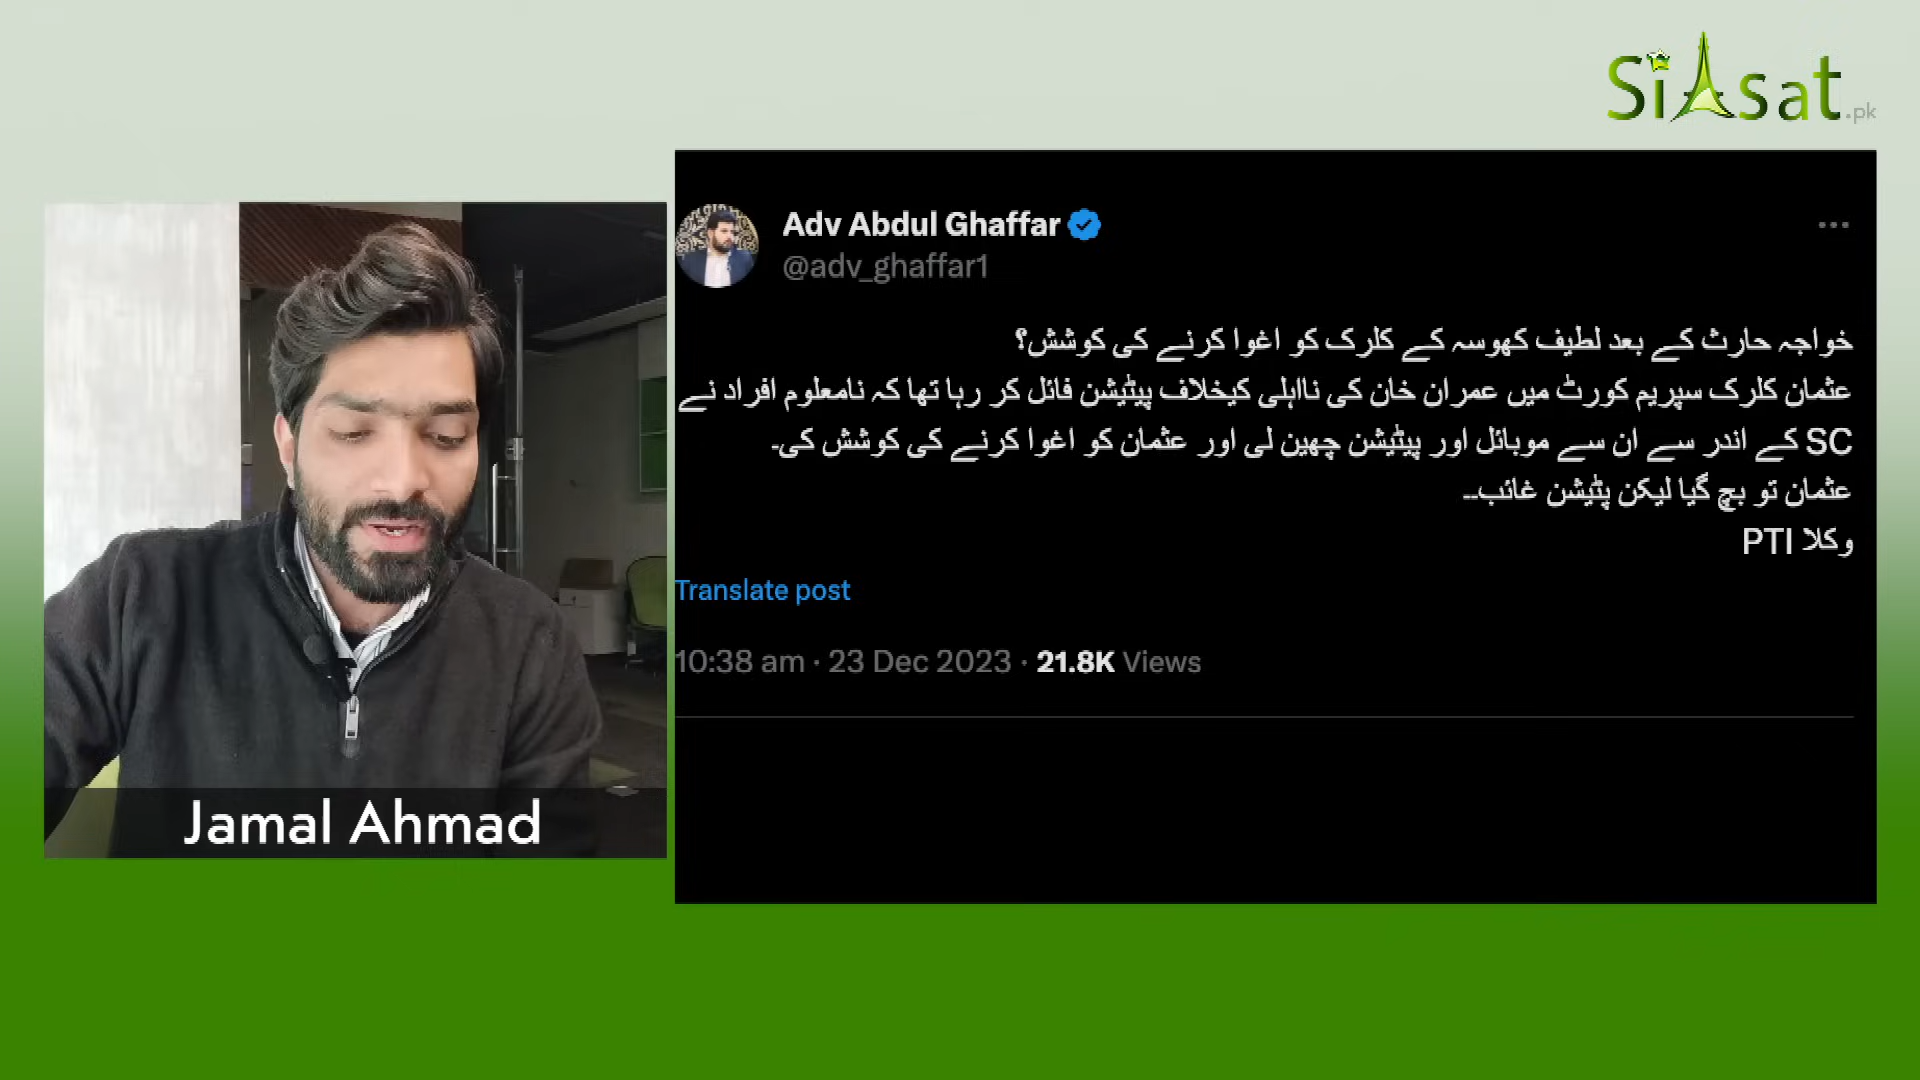 SiAsat.pk
Adv Abdul Ghaffar
@adv_ghaffar1
خواجہ حارث کے بعد لطیف کھوسہ کے کلرک کو اغوا کرنے کی کوشش؟
عثمان کلرک سپریم کورٹ میں عمران خان کی نااہلی کیخلاف پیٹیشن فائل کر رہا تھا کہ نامعلوم افراد نے
SC کے اندر سے ان سے موبائل اور پیٹیشن چھین لی اور عثمان کو اغوا کرنے کی کوشش کی۔
عثمان تو بچ گیا لیکن پٹیشن غائب۔۔
وکلا PTI
Translate post
10:38 am · 23 Dec 2023 · 21.8K Views
Jamal Ahmad